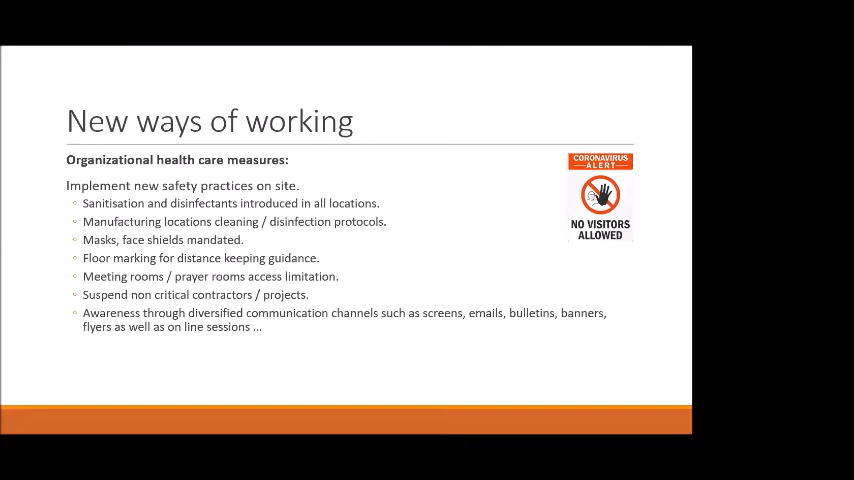 New ways of working
Organizational health care measures:
Implement new safety practices on site.
◦ Sanitisation and disinfectants introduced in all locations.
◦ Manufacturing locations cleaning / disinfection protocols.
◦ Masks, face shields mandated.
◦ Floor marking for distance keeping guidance.
◦ Meeting rooms / prayer rooms access limitation.
◦ Suspend non critical contractors / projects.
◦ Awareness through diversified communication channels such as screens, emails, bulletins, banners,
flyers as well as on line sessions ...
CORONAVIRUS
ALERT
NO VISITORS
ALLOWED